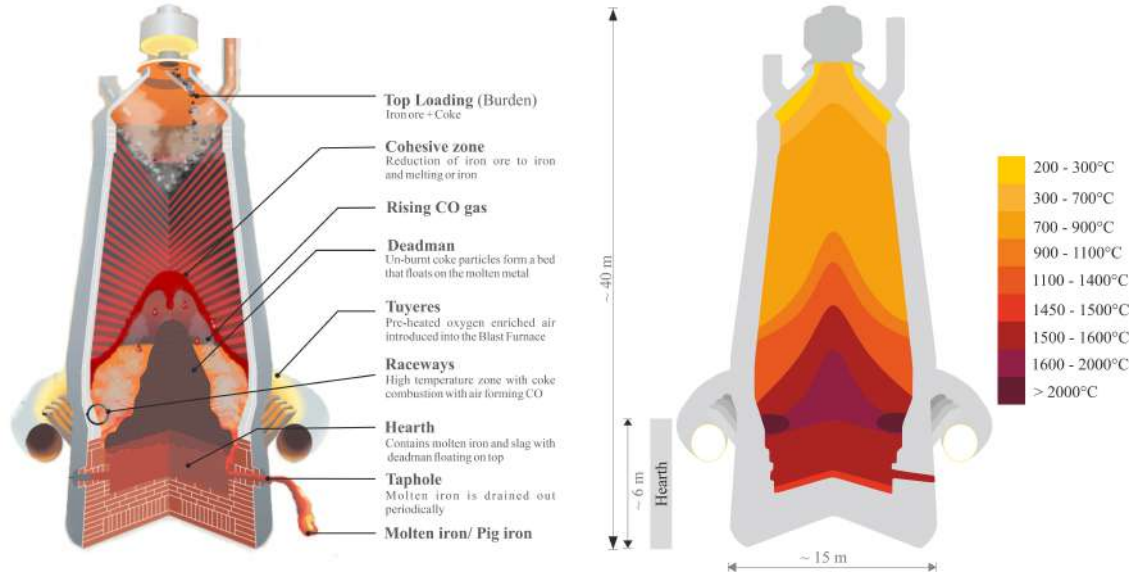 Top Loading (Burden)
Iron ore + Coke
Cohesive zone
Reduction of iron ore to iron
and melting or iron
Rising CO gas
Deadman
Un-burnt coke particles form a bed
that floats on the molten metal
Tuyeres
Pre-heated oxygen enriched air
introduced into the Blast Furnace
Raceways
High temperature zone with coke
combustion with air forming CO
Hearth
Contains molten iron and slag with
deadman floating on top
Taphole
Molten iron is drained out
periodically
Molten iron/ Pig iron
~ 40 m
~ 6 m
Hearth
~ 15 m
200 - 300°C
300 - 700°C
700 - 900°C
900 - 1100°C
1100 - 1400°C
1450 - 1500°C
1500 - 1600°C
1600 - 2000°C
> 2000°C